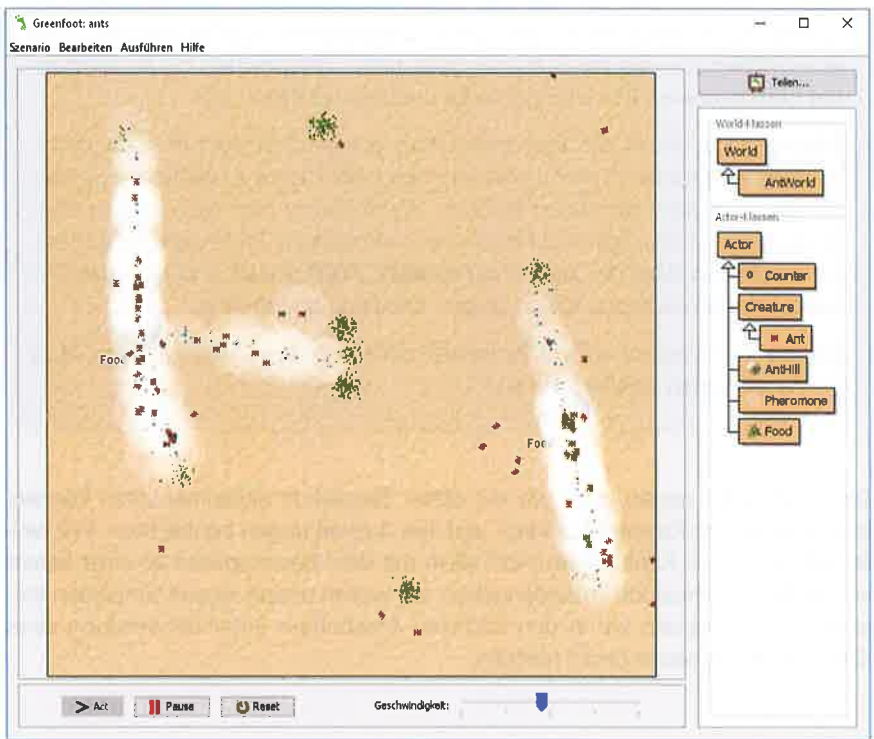 Greenfoot: ants
Szenario Bearbeiten Ausführen Hilfe
Teilen...
World-Klassen
World
AntWorld
Actor-Klassen
Actor
Counter
Creature
Ant
AntHill
Pheromone
Food
Food
Food
Act
Pause
Reset
Geschwindigkeit: